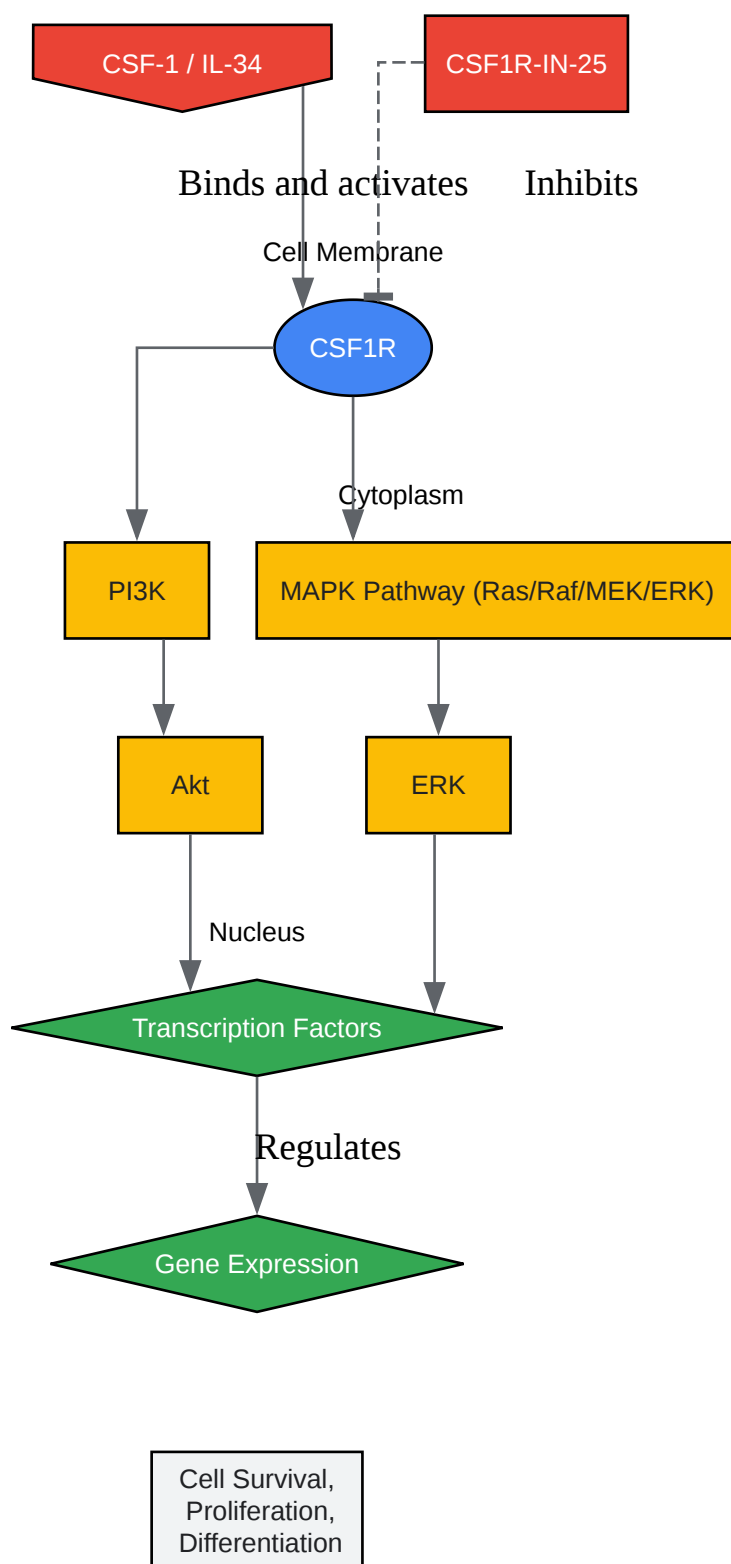 CSF-1 / IL-34
CSF1R-IN-25
Binds and activates
Inhibits
Cell Membrane
CSF1R
Cytoplasm
PI3K
MAPK Pathway (Ras/Raf/MEK/ERK)
Akt
ERK
Nucleus
Transcription Factors
Regulates
Gene Expression
Cell Survival,
Proliferation,
Differentiation